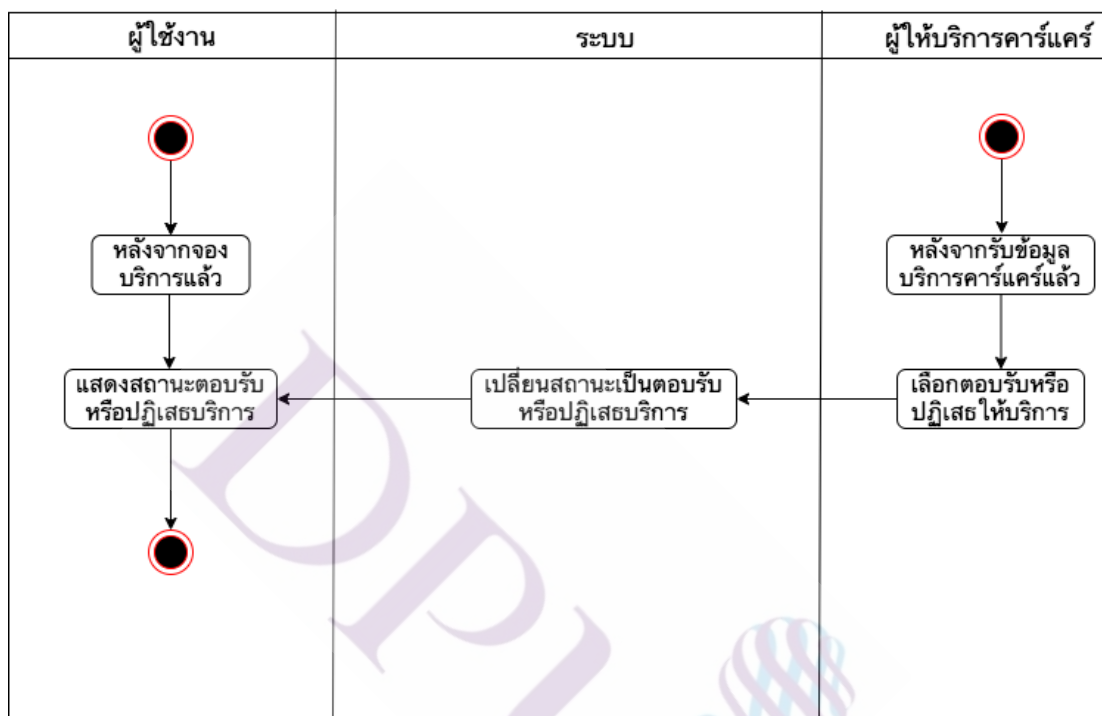 ผู้ใช้งาน
ระบบ
ผู้ให้บริการคาร์แคร์
หลังจากจอง
บริการแล้ว
หลังจากรับข้อมูล
บริการคาร์แคร์แล้ว
แสดงสถานะตอบรับ
หรือปฏิเสธบริการ
เปลี่ยนสถานะเป็นตอบรับ
หรือปฏิเสธบริการ
เลือกตอบรับหรือ
ปฏิเสธให้บริการ